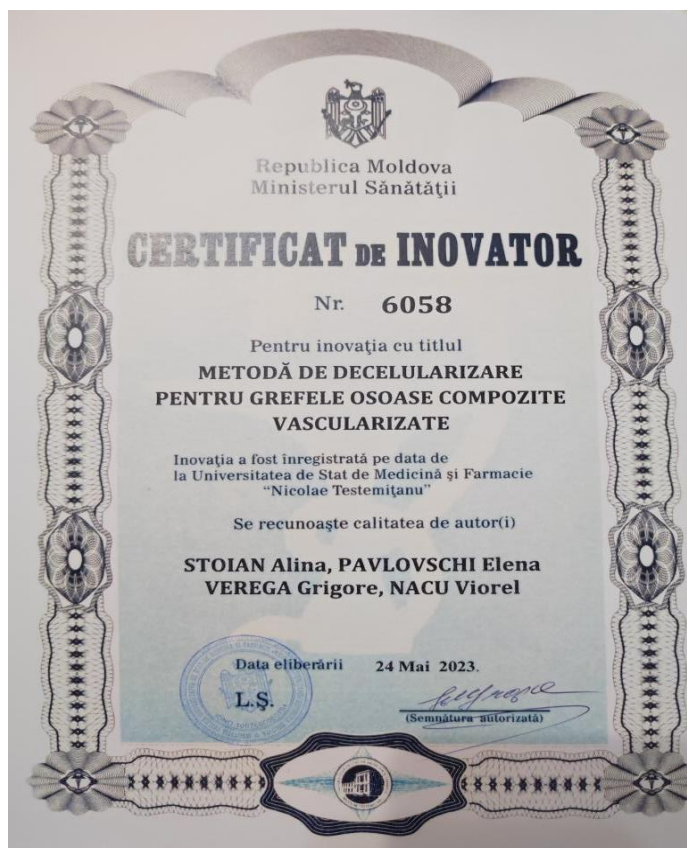 Republica Moldova
Ministerul Sănătăţii
CERTIFICAT DE INOVATOR
Nr. 6058
Pentru inovaţia cu titlul
METODĂ DE DECELULARIZARE
PENTRU GREFELE OSOASE COMPOZITE
VASCULARIZATE
Inovaţia a fost înregistrată pe data de
la Universitatea de Stat de Medicină şi Farmacie
“Nicolae Testemiţanu”
Se recunoaşte calitatea de autor(i)
STOIAN Alina, PAVLOVSCHI Elena
VEREGA Grigore, NACU Viorel
Data eliberării 24 Mai 2023.
L.Ş.
(Semnătura autorizată)